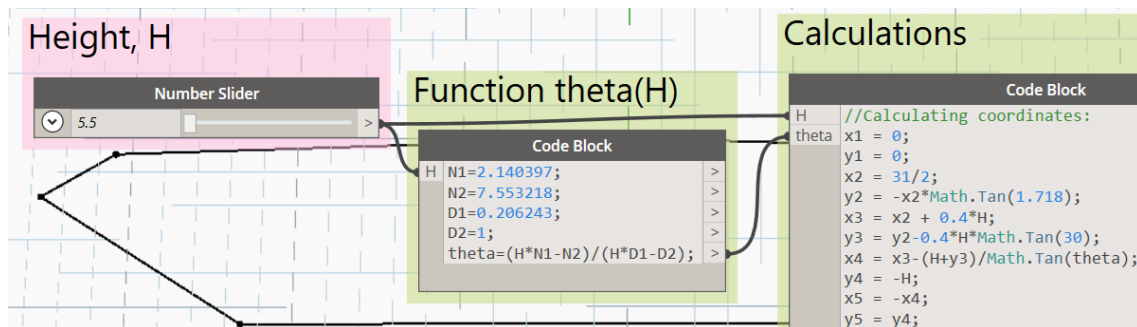 Height, H
Number Slider
5.5
>
Function theta(H)
Code Block
H
N1=2.140397;
>
N2=7.553218;
>
D1=0.206243;
>
D2=1;
>
theta=(H*N1-N2)/(H*D1-D2);
>
Calculations
Code Block
H
theta
//Calculating coordinates:
x1 = 0;
y1 = 0;
x2 = 31/2;
y2 = -x2*Math.Tan(1.718);
x3 = x2 + 0.4*H;
y3 = y2-0.4*H*Math.Tan(30);
x4 = x3-(H+y3)/Math.Tan(theta);
y4 = -H;
x5 = -x4;
y5 = y4;